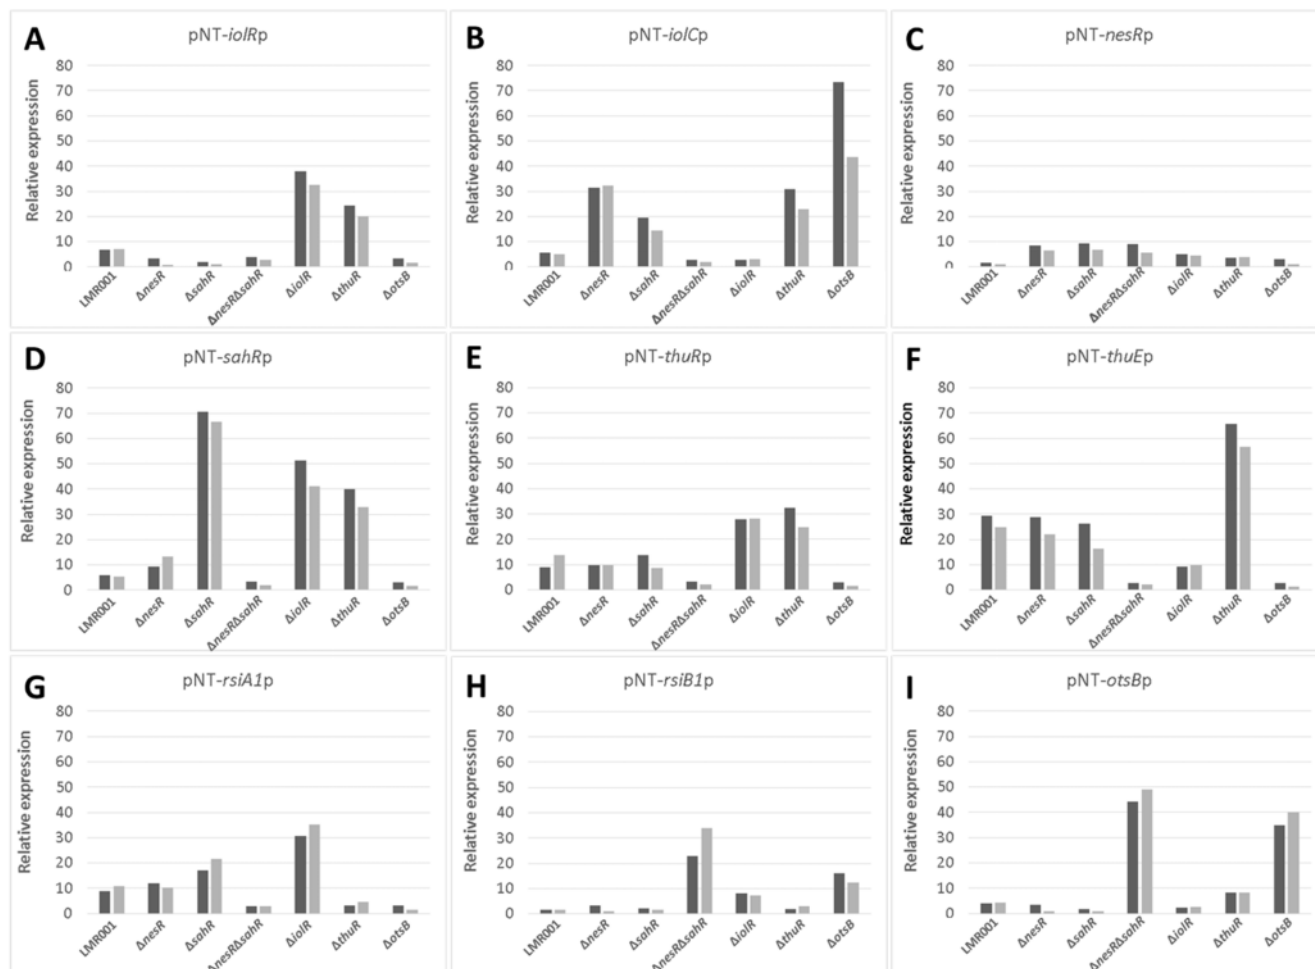 A
pNT-iolRp
Relative expression
80
70
60
50
40
30
20
10
0
LMR001
ΔnesR
ΔsahR
ΔnesRΔsahR
ΔiolR
ΔthuR
ΔotsB
B
pNT-iolCp
Relative expression
80
70
60
50
40
30
20
10
0
LMR001
ΔnesR
ΔsahR
ΔnesRΔsahR
ΔiolR
ΔthuR
ΔotsB
C
pNT-nesRp
Relative expression
80
70
60
50
40
30
20
10
0
LMR001
ΔnesR
ΔsahR
ΔnesRΔsahR
ΔiolR
ΔthuR
ΔotsB
D
pNT-sahRp
Relative expression
80
70
60
50
40
30
20
10
0
LMR001
ΔnesR
ΔsahR
ΔnesRΔsahR
ΔiolR
ΔthuR
ΔotsB
E
pNT-thuRp
Relative expression
80
70
60
50
40
30
20
10
0
LMR001
ΔnesR
ΔsahR
ΔnesRΔsahR
ΔiolR
ΔthuR
ΔotsB
F
pNT-thuEp
Relative expression
80
70
60
50
40
30
20
10
0
LMR001
ΔnesR
ΔsahR
ΔnesRΔsahR
ΔiolR
ΔthuR
ΔotsB
G
pNT-rsiA1p
Relative expression
80
70
60
50
40
30
20
10
0
LMR001
ΔnesR
ΔsahR
ΔnesRΔsahR
ΔiolR
ΔthuR
ΔotsB
H
pNT-rsiB1p
Relative expression
80
70
60
50
40
30
20
10
0
LMR001
ΔnesR
ΔsahR
ΔnesRΔsahR
ΔiolR
ΔthuR
ΔotsB
I
pNT-otsBp
Relative expression
80
70
60
50
40
30
20
10
0
LMR001
ΔnesR
ΔsahR
ΔnesRΔsahR
ΔiolR
ΔthuR
ΔotsB